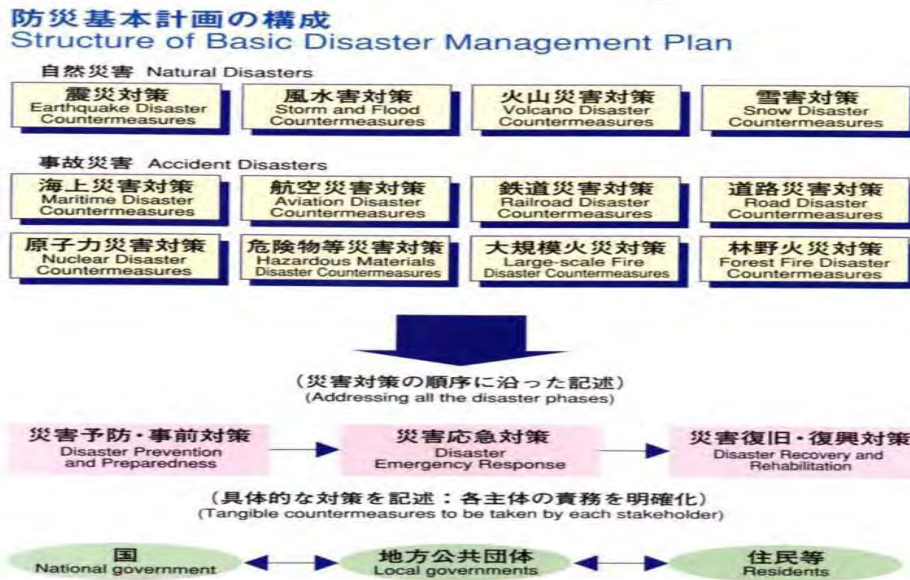 防災基本計画の構成
Structure of Basic Disaster Management Plan
自然災害 Natural Disasters
震災対策
Earthquake Disaster
Countermeasures
風水害対策
Storm and Flood
Countermeasures
火山災害対策
Volcano Disaster
Countermeasures
雪害対策
Snow Disaster
Countermeasures
事故災害 Accident Disasters
海上災害対策
Maritime Disaster
Countermeasures
航空災害対策
Aviation Disaster
Countermeasures
鉄道災害対策
Railroad Disaster
Countermeasures
道路災害対策
Road Disaster
Countermeasures
原子力災害対策
Nuclear Disaster
Countermeasures
危険物等災害対策
Hazardous Materials
Disaster Countermeasures
大規模火災対策
Large-scale Fire
Disaster Countermeasures
林野火災対策
Forest Fire Disaster
Countermeasures
(災害対策の順序に沿った記述)
(Addressing all the disaster phases)
災害予防・事前対策
Disaster Prevention
and Preparedness
災害応急対策
Disaster
Emergency Response
災害復旧・復興対策
Disaster Recovery and
Rehabilitation
(具体的な対策を記述：各主体の責務を明確化)
(Tangible countermeasures to be taken by each stakeholder)
国
National government
地方公共団体
Local governments
住民等
Residents